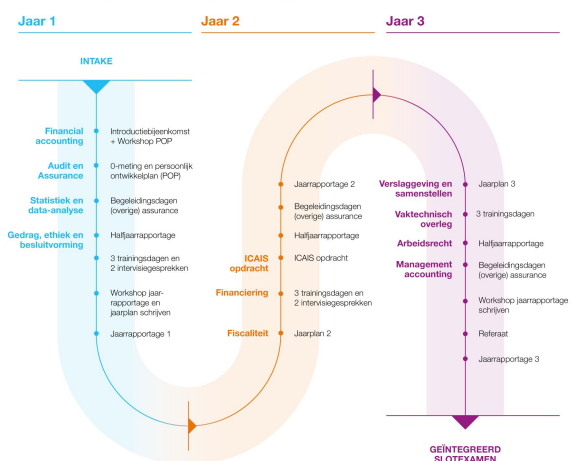 Jaar 1
INTAKE
Financial
accounting
Introductiebijeenkomst
+ Workshop POP
Audit en
Assurance
0-meting en persoonlijk
ontwikkelplan (POP)
Statistiek en
data-analyse
Begeleidingsdagen
(overige) assurance
Gedrag, ethiek en
besluitvorming
Halfjaarrapportage
3 trainingsdagen en
2 intervisiegesprekken
Workshop jaar-
rapportage en
jaarplan schrijven
Jaarrapportage 1
Jaar 2
Jaarrapportage 2
Begeleidingsdagen
(overige) assurance
Halfjaarrapportage
ICAIS
opdracht
ICAIS opdracht
Financiering
3 trainingsdagen en
2 intervisiegesprekken
Fiscaliteit
Jaarplan 2
Jaar 3
Verslaggeving en
samenstellen
Jaarplan 3
Vaktechnisch
overleg
3 trainingsdagen
Arbeidsrecht
Halfjaarrapportage
Management
accounting
Begeleidingsdagen
(overige) assurance
Workshop jaarrapportage
schrijven
Referaat
Jaarrapportage 3
GEÏNTEGREERD
SLOTEXAMEN